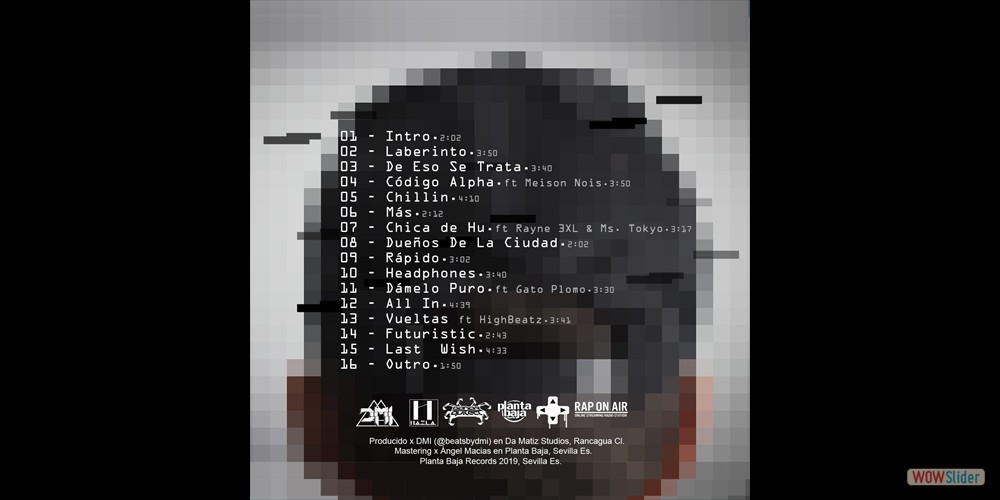 01 - Intro•2:02
02 - Laberinto•3:50
03 - De Eso Se Trata•3:40
04 - Código Alpha•ft Meison Nois•3:50
05 - Chillin•4:10
06 - Más•2:12
07 - Chica de Hu•ft Rayne 3XL & Ms. Tokyo•3:17
08 - Dueños De La Ciudad•2:02
09 - Rápido•3:02
10 - Headphones•3:40
11 - Dámelo Puro•ft Gato Plomo•3:30
12 - All In•4:39
13 - Vueltas ft HighBeatz•3:41
14 - Futuristic•2:43
15 - Last Wish•4:33
16 - Outro•1:50
DMI HAZLA planta baja RAP ON AIR
ONLINE STREAMING RADIO STATION
Producido x DMI (@beatsbydmi) en Da Matiz Studios, Rancagua Cl.
Mastering x Ángel Macias en Planta Baja, Sevilla Es.
Planta Baja Records 2019, Sevilla Es.
WOWSlider